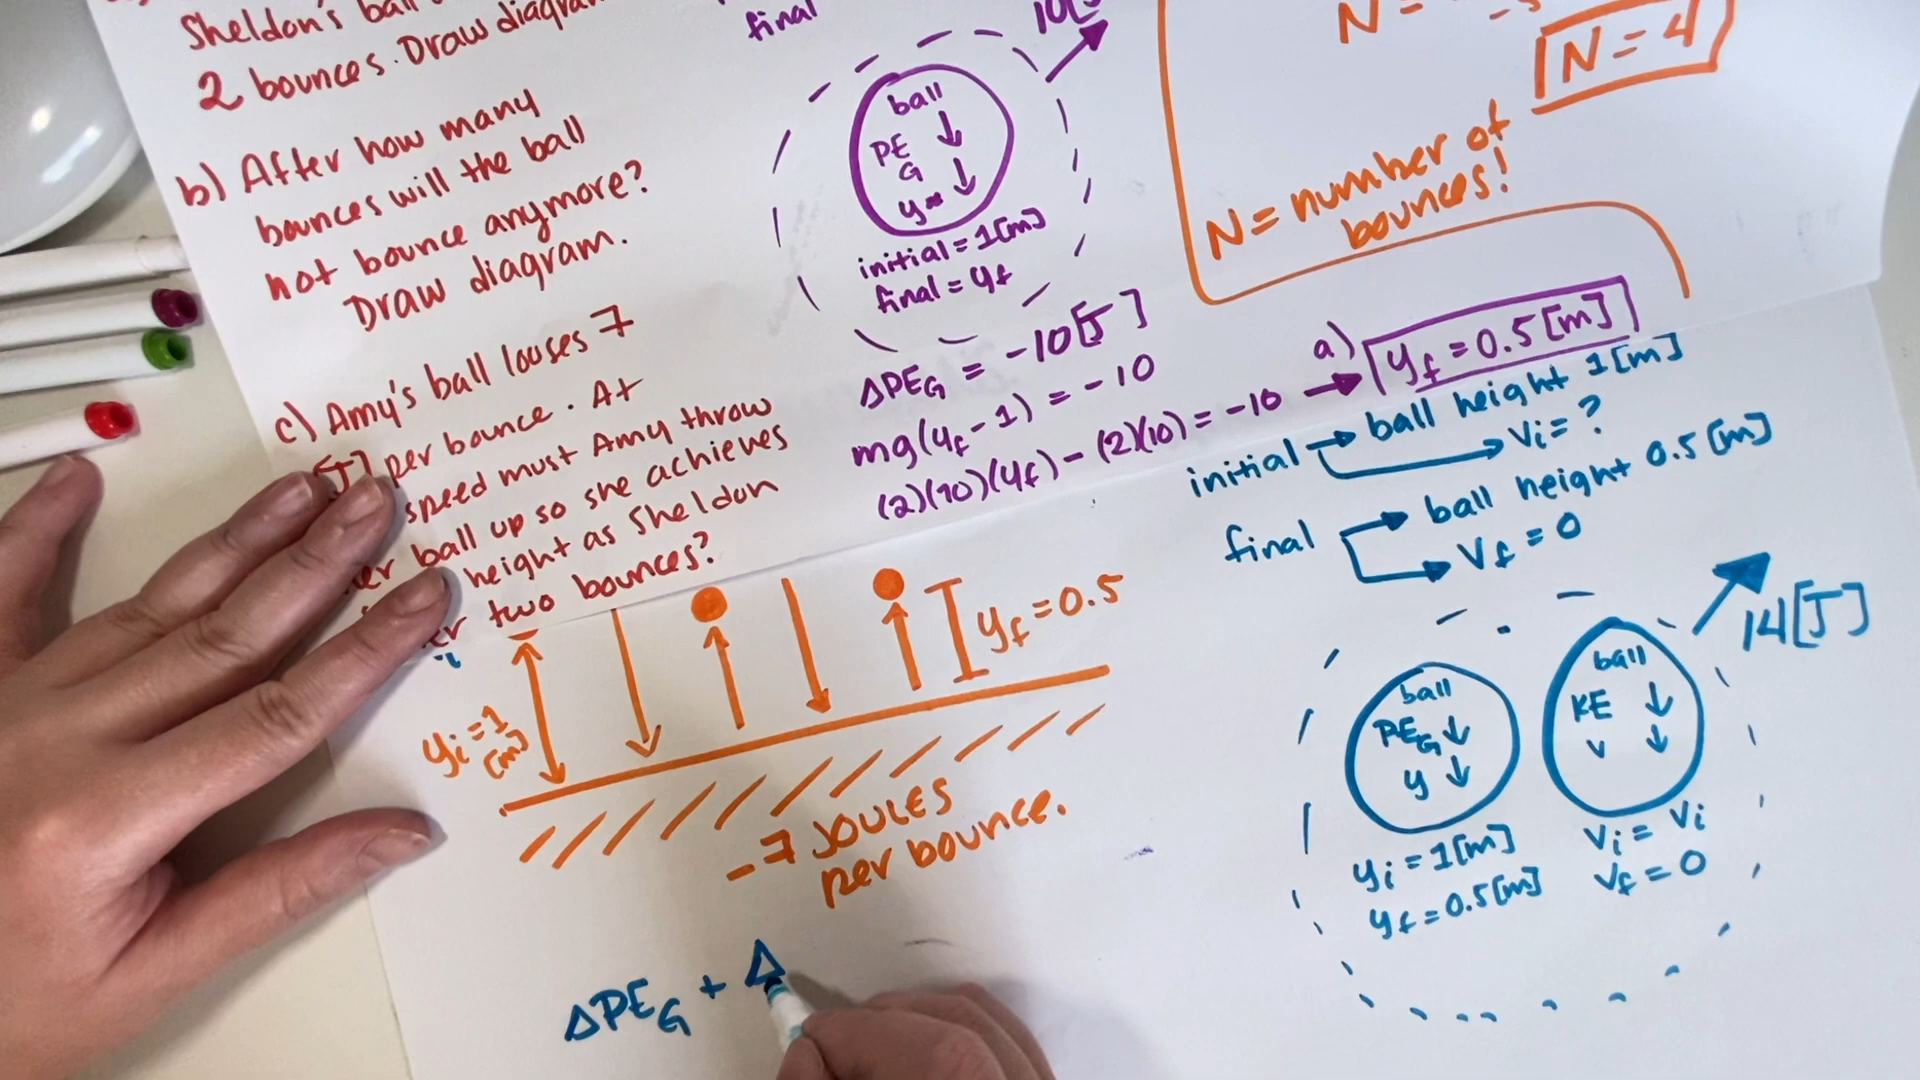 Sheldon's ball
2 bounces. Draw diagram
b) After how many
bounces will the ball
not bounce anymore?
Draw diagram.
c) Amy's ball louses 7
[J] per bounce. At
speed must Amy throw
er ball up so she achieves
height as Sheldon
er two bounces?
final
10[J
ball ↓
PE
G ↓
y
initial = 1[m]
final = yf
ΔPEG = -10[J]
mg(yf-1) = -10
(2)(10)(yf) - (2)(10) = -10
a) yf = 0.5[m]
N =
-5
N = 4
N = number of
bounces!
initial → ball height 1[m]
vi = ?
final → ball height 0.5[m]
vf = 0
yi = 1
[m]
yf = 0.5
-7 JOULES
per bounce.
14[J]
ball
PEG ↓
y ↓
yi = 1[m]
yf = 0.5[m]
ball
KE ↓
v ↓
vi = vi
vf = 0
ΔPEG + Δ